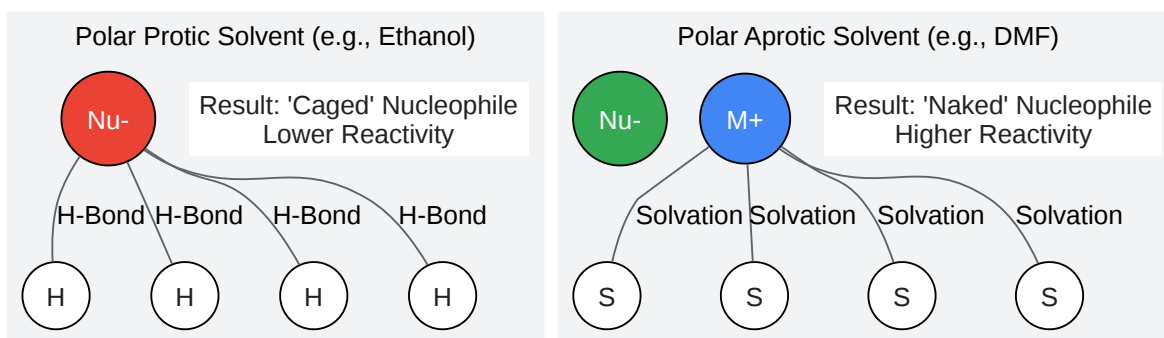 Polar Protic Solvent (e.g., Ethanol)
Nu-
Result: 'Caged' Nucleophile
Lower Reactivity
H-Bond H-Bond H-Bond H-Bond
H H H H
Polar Aprotic Solvent (e.g., DMF)
Nu- M+
Result: 'Naked' Nucleophile
Higher Reactivity
Solvation Solvation Solvation Solvation
S S S S